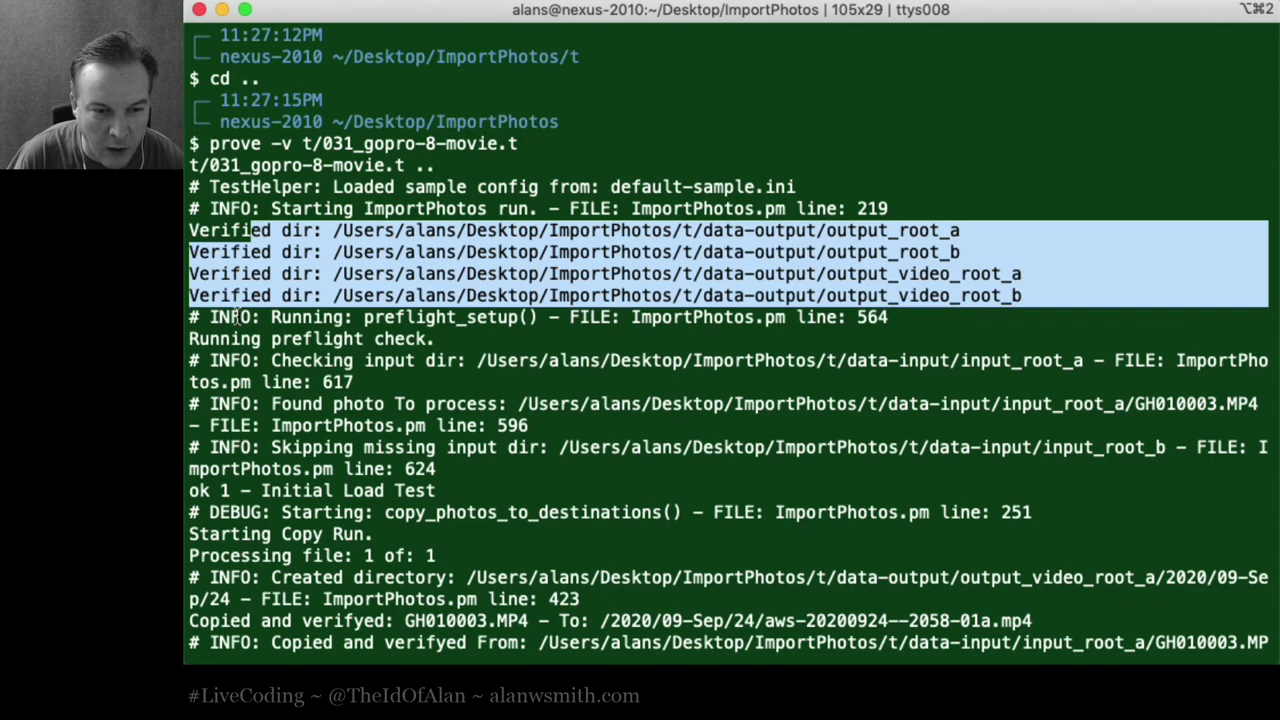 alans@nexus-2010:~/Desktop/ImportPhotos | 105x29 | ttys008
⌥⌘2
11:27:12PM
nexus-2010 ~/Desktop/ImportPhotos/t
$ cd ..
11:27:15PM
nexus-2010 ~/Desktop/ImportPhotos
$ prove -v t/031_gopro-8-movie.t
t/031_gopro-8-movie.t ..
# TestHelper: Loaded sample config from: default-sample.ini
# INFO: Starting ImportPhotos run. - FILE: ImportPhotos.pm line: 219
Verified dir: /Users/alans/Desktop/ImportPhotos/t/data-output/output_root_a
Verified dir: /Users/alans/Desktop/ImportPhotos/t/data-output/output_root_b
Verified dir: /Users/alans/Desktop/ImportPhotos/t/data-output/output_video_root_a
Verified dir: /Users/alans/Desktop/ImportPhotos/t/data-output/output_video_root_b
# INFO: Running: preflight_setup() - FILE: ImportPhotos.pm line: 564
Running preflight check.
# INFO: Checking input dir: /Users/alans/Desktop/ImportPhotos/t/data-input/input_root_a - FILE: ImportPho
tos.pm line: 617
# INFO: Found photo To process: /Users/alans/Desktop/ImportPhotos/t/data-input/input_root_a/GH010003.MP4
- FILE: ImportPhotos.pm line: 596
# INFO: Skipping missing input dir: /Users/alans/Desktop/ImportPhotos/t/data-input/input_root_b - FILE: I
mportPhotos.pm line: 624
ok 1 - Initial Load Test
# DEBUG: Starting: copy_photos_to_destinations() - FILE: ImportPhotos.pm line: 251
Starting Copy Run.
Processing file: 1 of: 1
# INFO: Created directory: /Users/alans/Desktop/ImportPhotos/t/data-output/output_video_root_a/2020/09-Se
p/24 - FILE: ImportPhotos.pm line: 423
Copied and verifyed: GH010003.MP4 - To: /2020/09-Sep/24/aws-20200924--2058-01a.mp4
# INFO: Copied and verifyed From: /Users/alans/Desktop/ImportPhotos/t/data-input/input_root_a/GH010003.MP
#LiveCoding ~ @TheIdOfAlan ~ alanwsmith.com